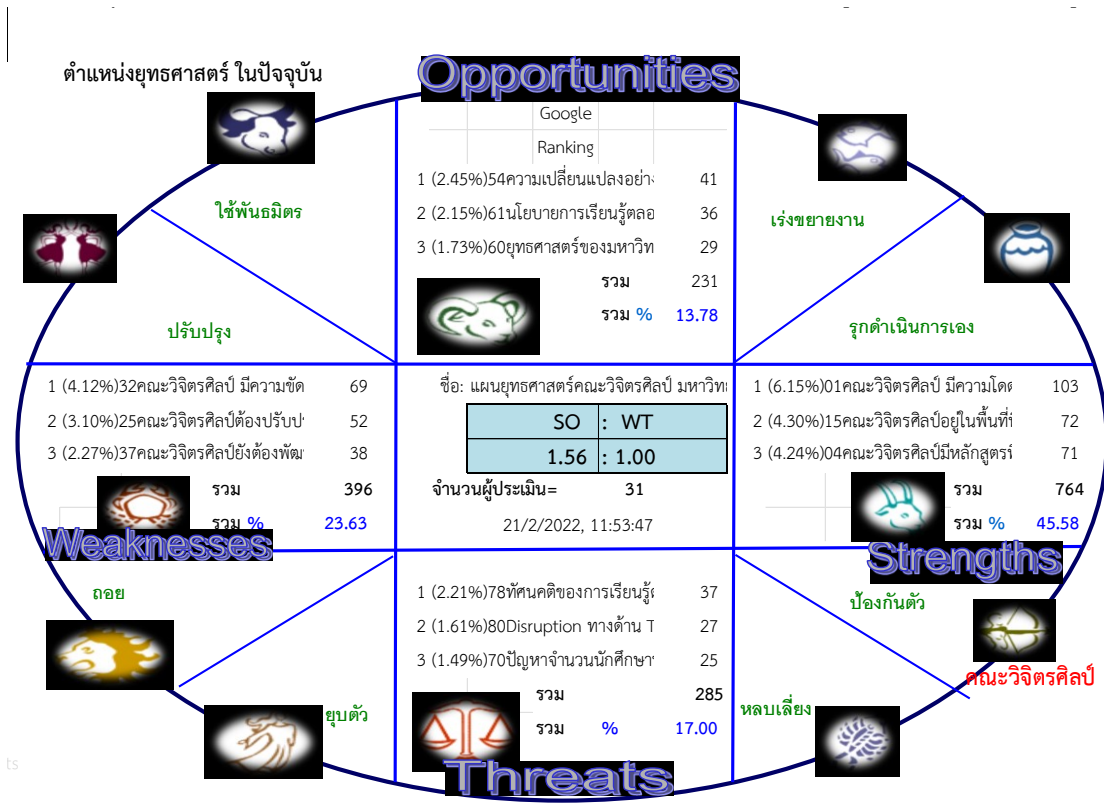 ตำแหน่งยุทธศาสตร์ ในปัจจุบัน
Opportunities
Google
Ranking
1 (2.45%)54ความเปลี่ยนแปลงอย่าง 41
2 (2.15%)61นโยบายการเรียนรู้ตลอ 36
3 (1.73%)60ยุทธศาสตร์ของมหาวิท 29
รวม 231
รวม % 13.78
ใช้พันธมิตร
เร่งขยายงาน
ปรับปรุง
รุกดำเนินการเอง
1 (4.12%)32คณะวิจิตรศิลป์ มีความขัด 69
2 (3.10%)25คณะวิจิตรศิลป์ต้องปรับป 52
3 (2.27%)37คณะวิจิตรศิลป์ยังต้องพัฒ 38
รวม 396
รวม % 23.63
Weaknesses
ชื่อ: แผนยุทธศาสตร์คณะวิจิตรศิลป์ มหาวิท
SO : WT
1.56 : 1.00
จำนวนผู้ประเมิน= 31
21/2/2022, 11:53:47
1 (6.15%)01คณะวิจิตรศิลป์ มีความโด 103
2 (4.30%)15คณะวิจิตรศิลป์อยู่ในพื้นที่ 72
3 (4.24%)04คณะวิจิตรศิลป์มีหลักสูตร 71
รวม 764
รวม % 45.58
Strengths
ถอย
ป้องกันตัว
1 (2.21%)78ทัศนคติของการเรียนรู้ 37
2 (1.61%)80Disruption ทางด้าน T 27
3 (1.49%)70ปัญหาจำนวนนักศึกษา 25
รวม 285
รวม % 17.00
Threats
ยุบตัว
หลบเลี่ยง
คณะวิจิตรศิลป์
ts